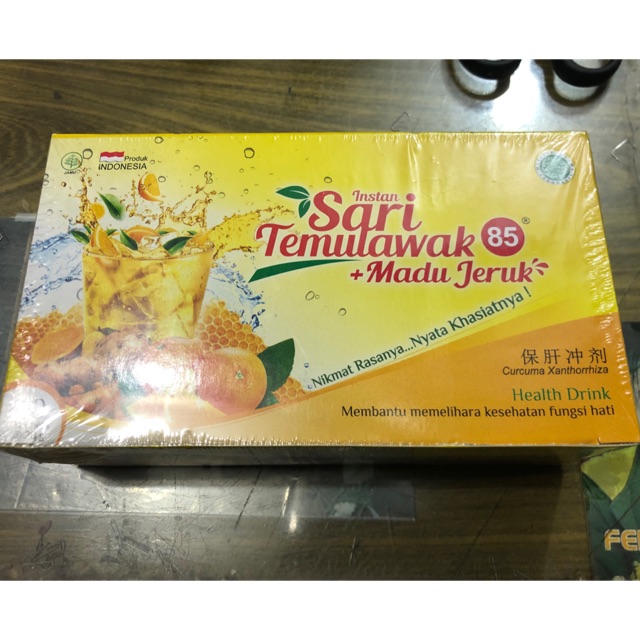 JAMU
Produk
INDONESIA
Instan
Sari
Temulawak 85 ®
+Madu Jeruk
Nikmat Rasanya...Nyata Khasiatnya !
保肝冲剂
Curcuma Xanthorrhiza
Health Drink
Membantu memelihara kesehatan fungsi hati